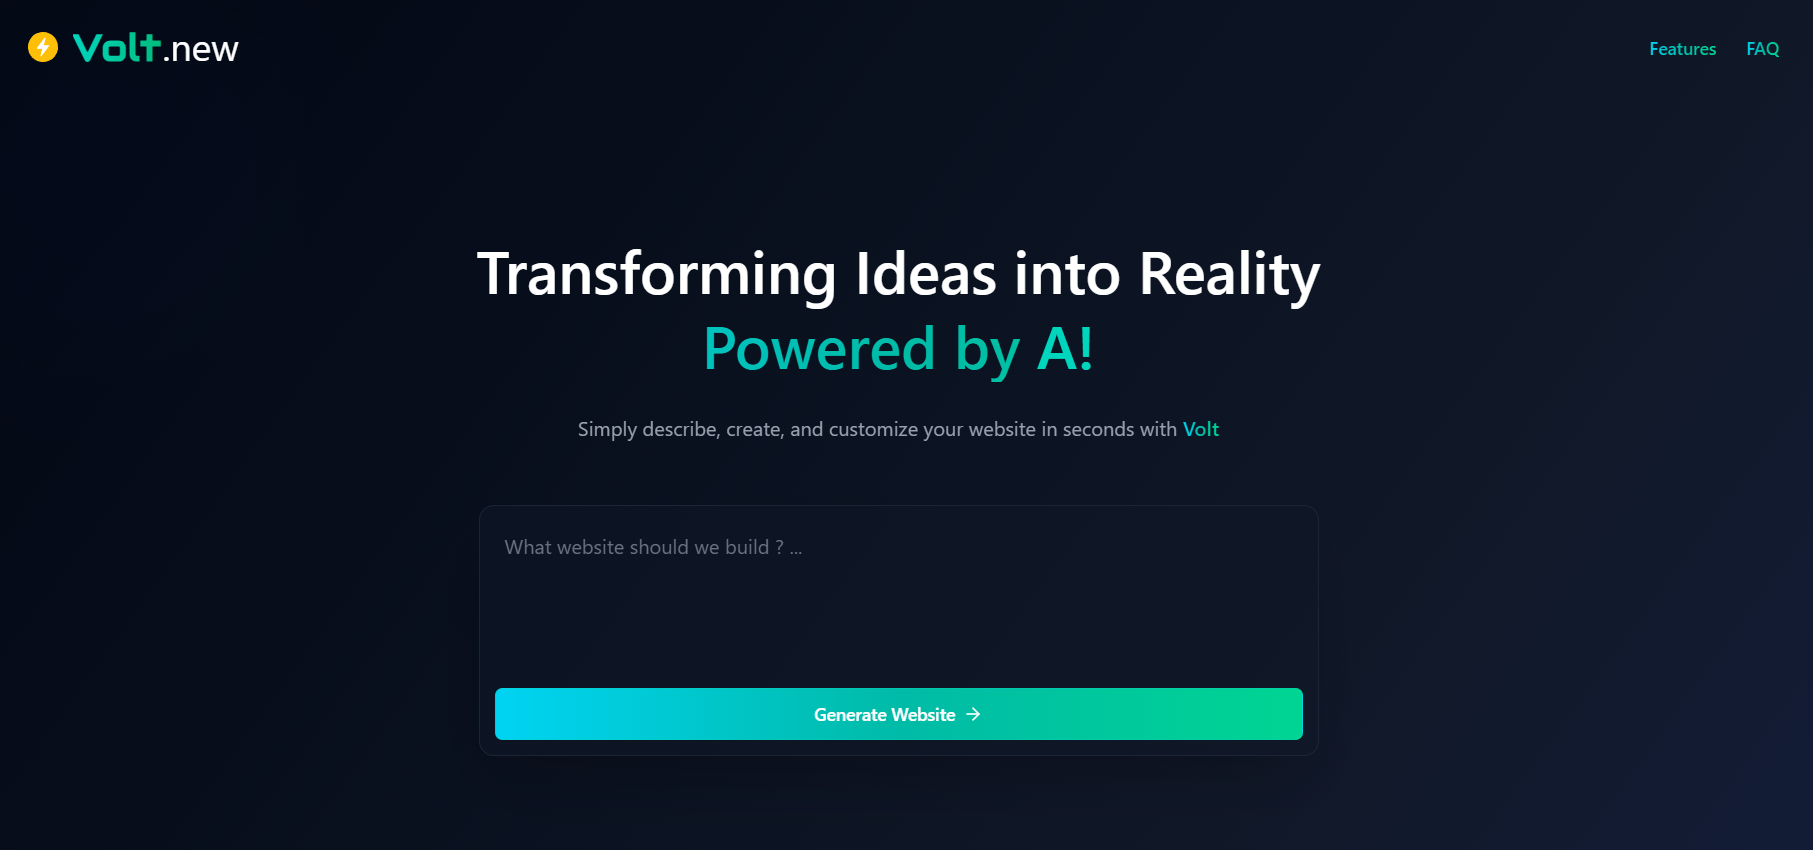 Volt.new
Features
FAQ
Transforming Ideas into Reality
Powered by A!
Simply describe, create, and customize your website in seconds with Volt
What website should we build ? ...
Generate Website →